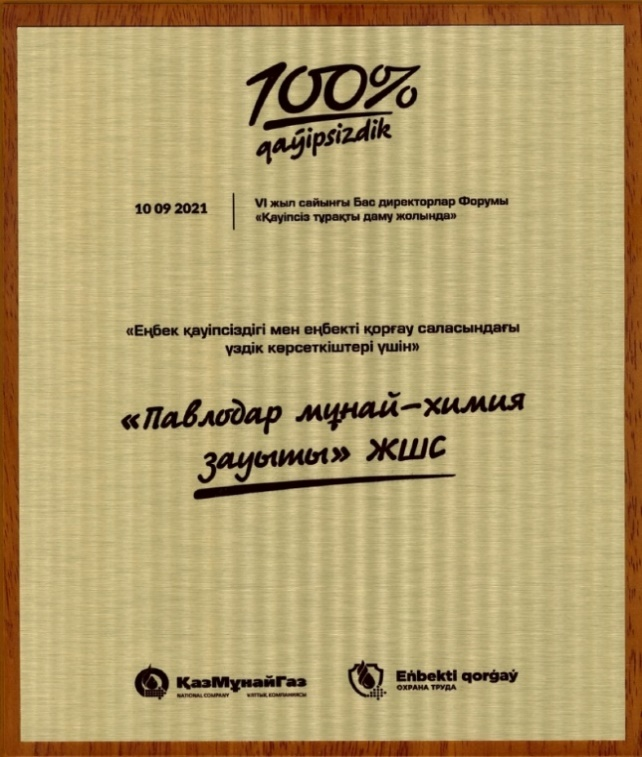 100%
qaýipsizdik
10 09 2021
VI жыл сайынғы Бас директорлар Форумы
«Қауіпсіз тұрақты даму жолында»
«Еңбек қауіпсіздігі мен еңбекті қорғау саласындағы
үздік көрсеткіштері үшін»
«Павлодар мұнай-химия
зауыты» ЖШС
ҚазМұнайГаз
NATIONAL COMPANY ҰЛТТЫҚ КОМПАНИЯСЫ
Eńbekti qorǵaý
ОХРАНА ТРУДА